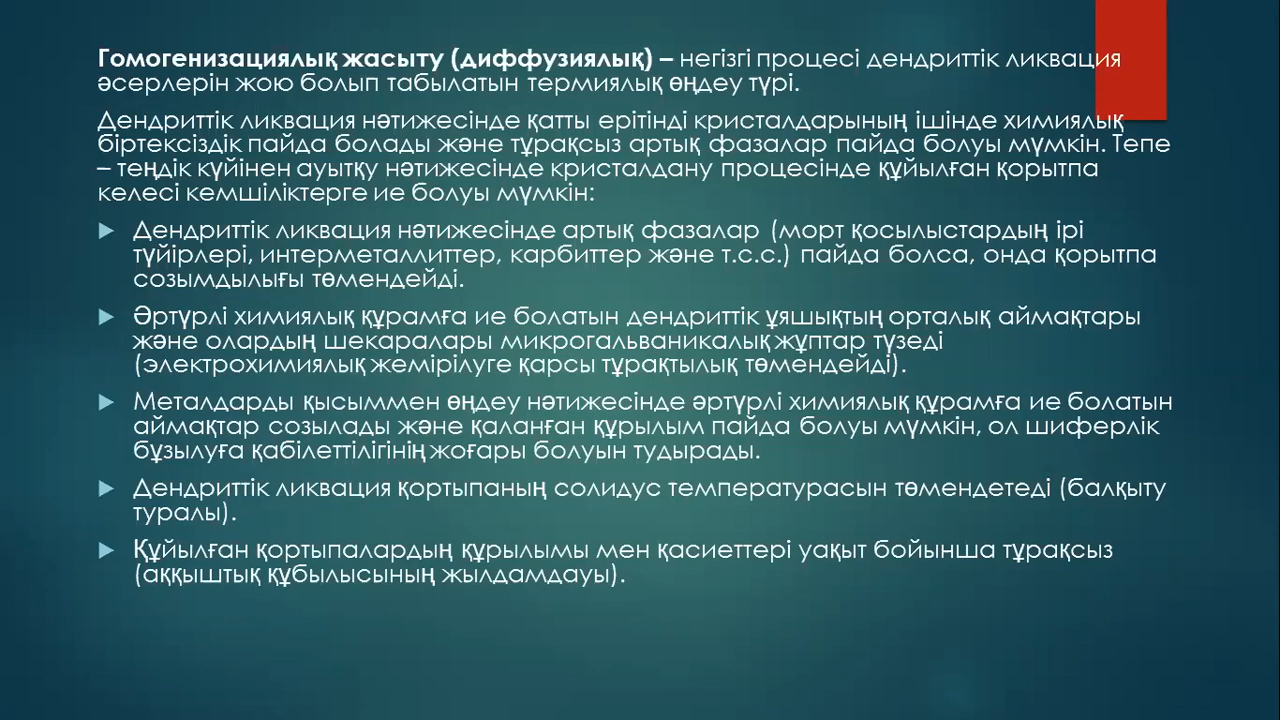 Гомогенизациялық жасыту (диффузиялық) – негізгі процесі дендриттік ликвация
әсерлерін жою болып табылатын термиялық өңдеу түрі.
Дендриттік ликвация нәтижесінде қатты ерітінді кристалдарының ішінде химиялық
біртексіздік пайда болады және тұрақсыз артық фазалар пайда болуы мүмкін. Тепе
– теңдік күйінен ауытқу нәтижесінде кристалдану процесінде құйылған қорытпа
келесі кемшіліктерге ие болуы мүмкін:
Дендриттік ликвация нәтижесінде артық фазалар (морт қосылыстардың ірі
түйірлері, интерметаллиттер, карбиттер және т.с.с.) пайда болса, онда қорытпа
созымдылығы төмендейді.
Әртүрлі химиялық құрамға ие болатын дендриттік ұяшықтың орталық аймақтары
және олардың шекаралары микрогальваникалық жұптар түзеді
(электрохимиялық жемірілуге қарсы тұрақтылық төмендейді).
Металдарды қысыммен өңдеу нәтижесінде әртүрлі химиялық құрамға ие болатын
аймақтар созылады және қаланған құрылым пайда болуы мүмкін, ол шиферлік
бұзылуға қабілеттілігінің жоғары болуын тудырады.
Дендриттік ликвация қортыпаның солидус температурасын төмендетеді (балқыту
туралы).
Құйылған қортыпалардың құрылымы мен қасиеттері уақыт бойынша тұрақсыз
(аққыштық құбылысының жылдамдауы).